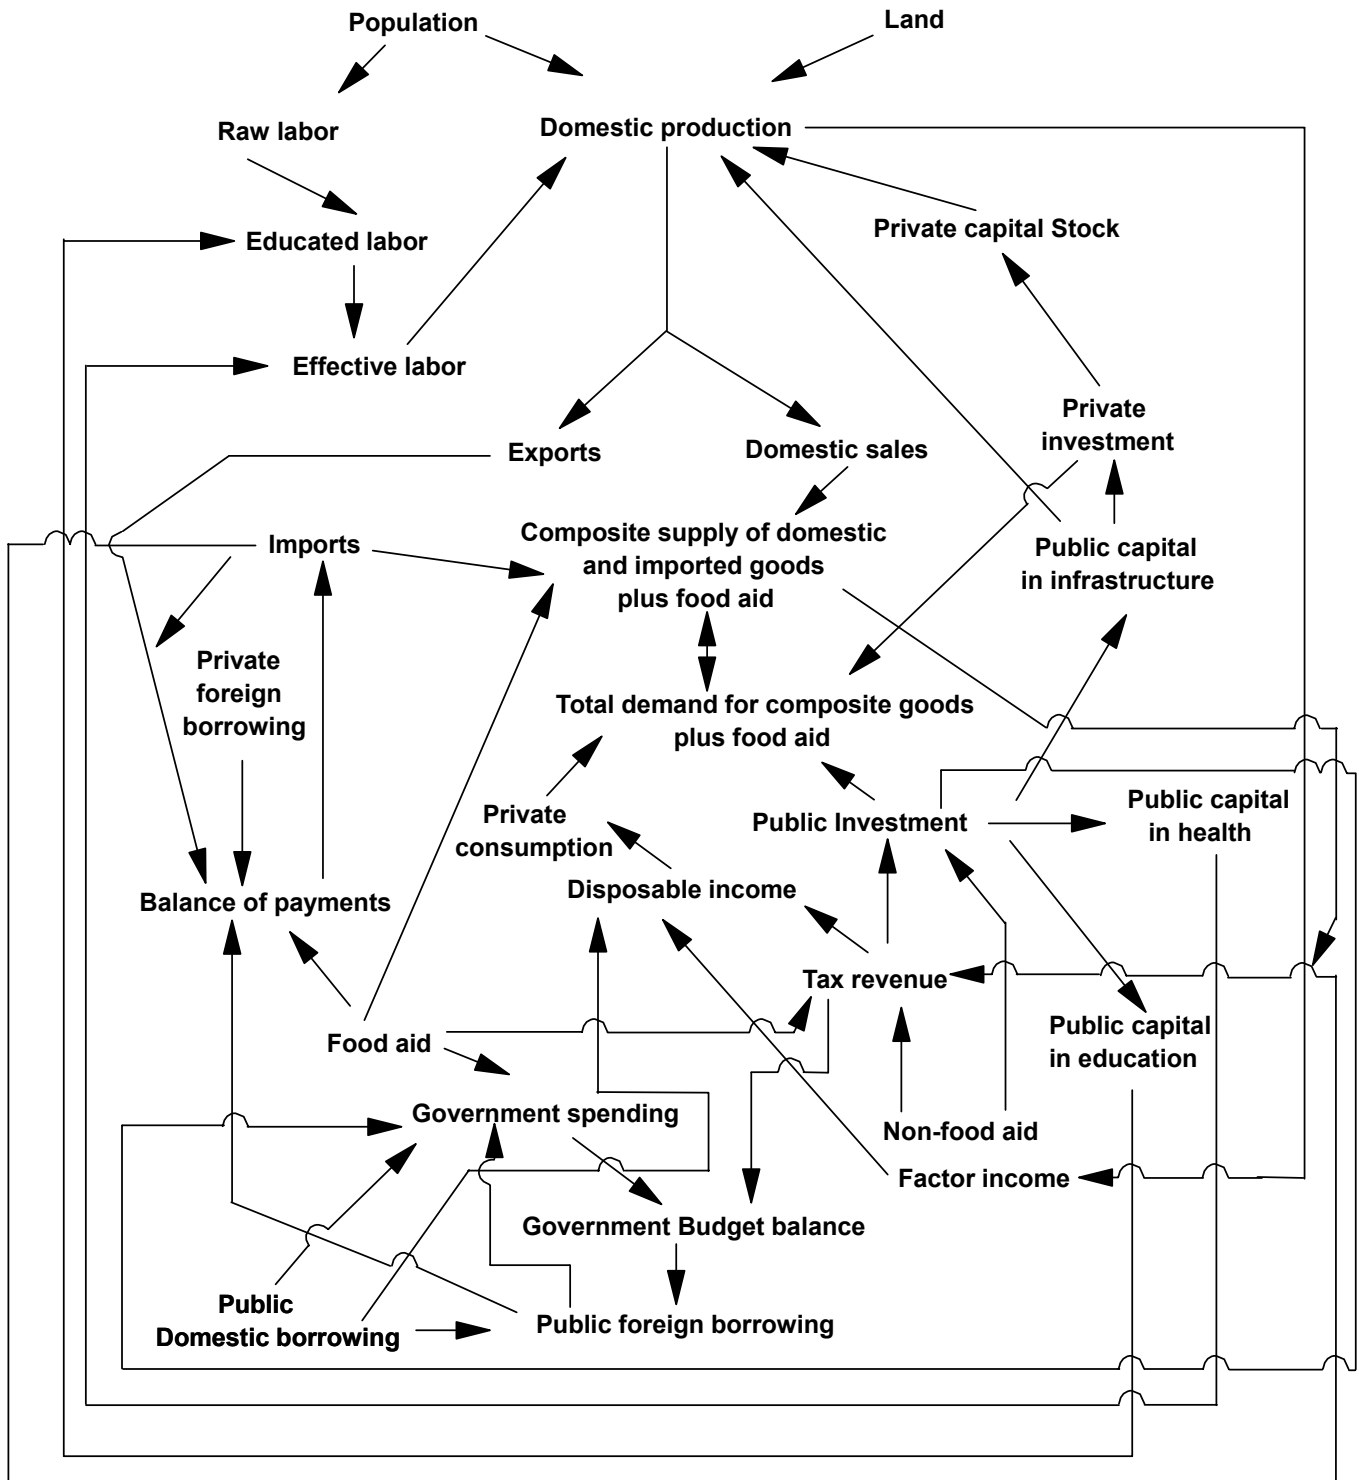 Population
Land
Raw labor
Domestic production
Private capital Stock
Educated labor
Effective labor
Private
investment
Exports
Domestic sales
Imports
Composite supply of domestic
and imported goods
plus food aid
Public capital
in infrastructure
Private
foreign
borrowing
Total demand for composite goods
plus food aid
Private
consumption
Public Investment
Public capital
in health
Balance of payments
Disposable income
Tax revenue
Food aid
Public capital
in education
Government spending
Non-food aid
Factor income
Government Budget balance
Public
Domestic borrowing
Public foreign borrowing